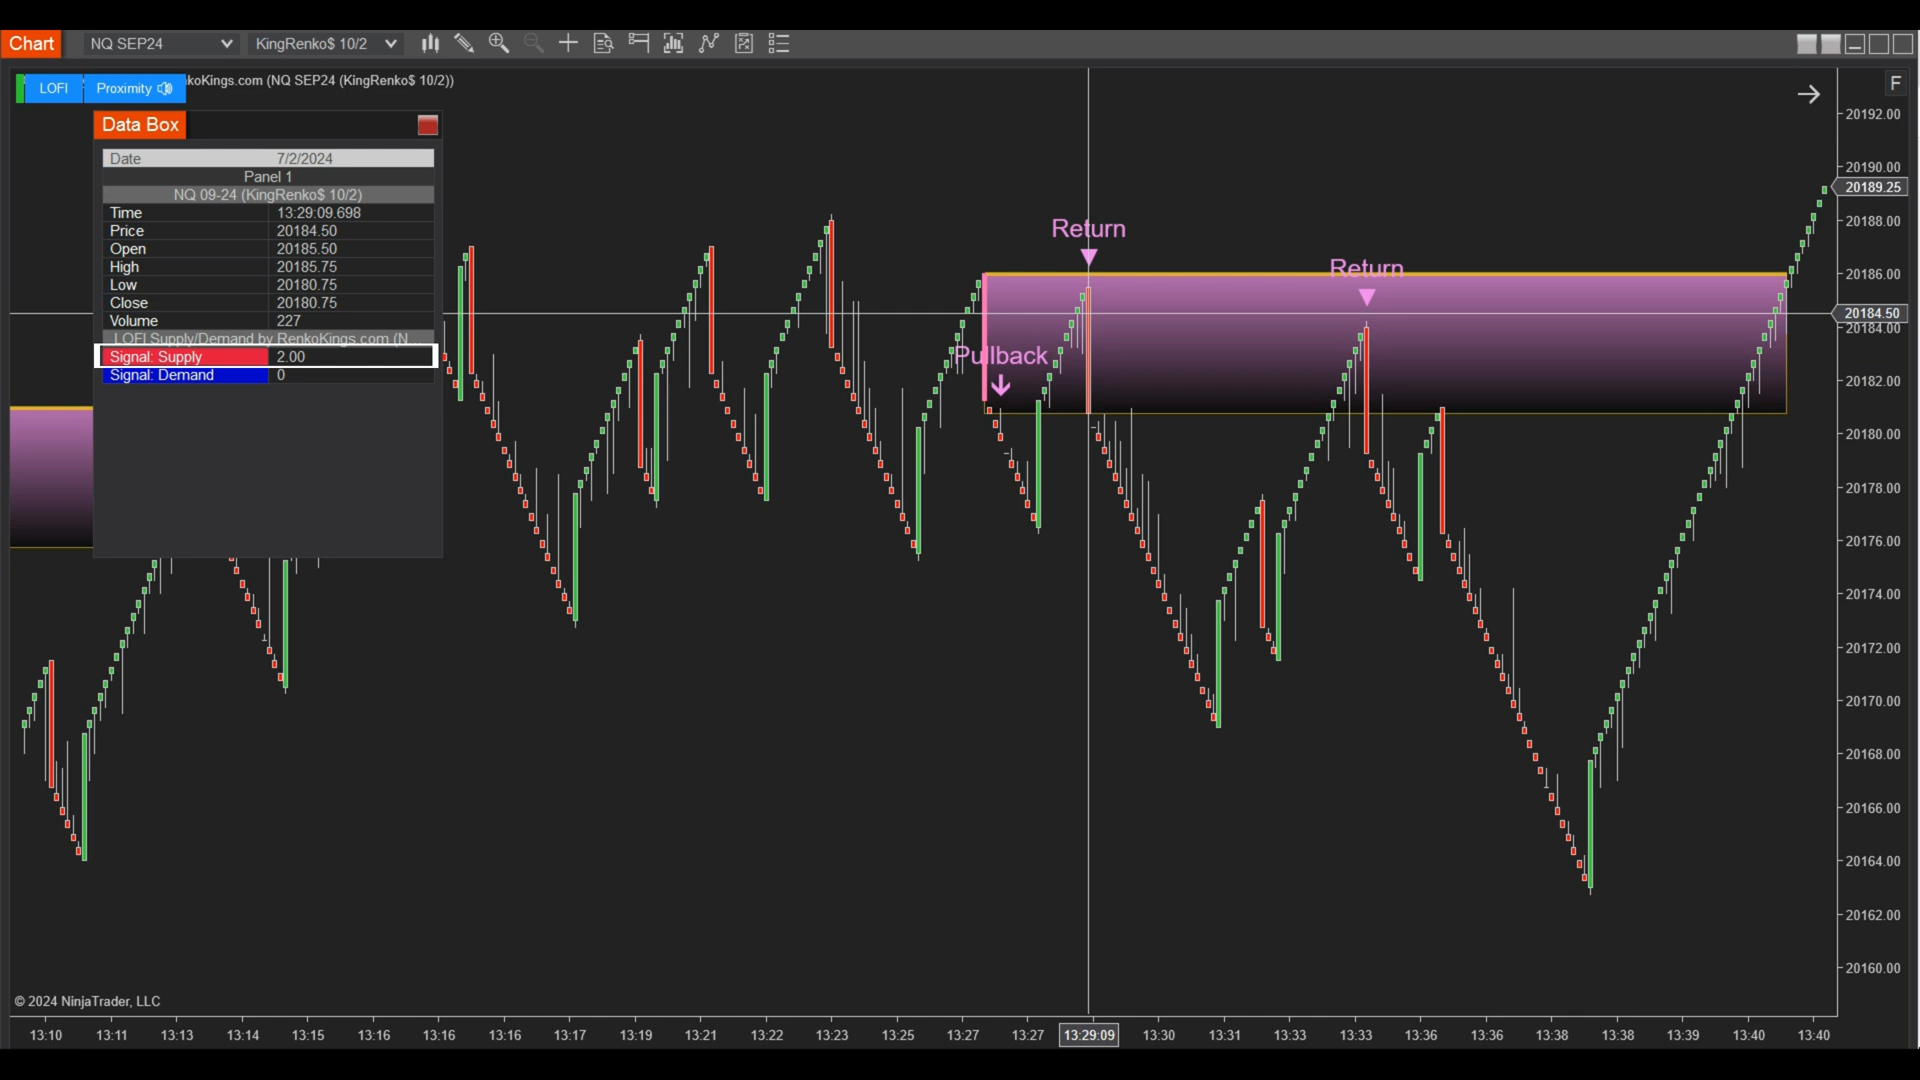 Chart
NQ SEP24
KingRenko$ 10/2
LOFI
Proximity
koKings.com (NQ SEP24 (KingRenko$ 10/2))
F
Data Box
Date 7/2/2024
Panel 1
NQ 09-24 (KingRenko$ 10/2)
Time 13:29:09.698
Price 20184.50
Open 20185.50
High 20185.75
Low 20180.75
Close 20180.75
Volume 227
LOFI Supply/Demand by RenkoKings.com (N...
Signal: Supply 2.00
Signal: Demand 0
Return
Return
Pullback
20192.00
20190.00
20189.25
20188.00
20186.00
20184.50
20184.00
20182.00
20180.00
20178.00
20176.00
20174.00
20172.00
20170.00
20168.00
20166.00
20164.00
20162.00
20160.00
© 2024 NinjaTrader, LLC
13:10 13:11 13:13 13:14 13:15 13:16 13:16 13:16 13:17 13:19 13:21 13:22 13:23 13:25 13:27 13:27 13:29:09 13:30 13:31 13:33 13:33 13:36 13:36 13:38 13:38 13:39 13:40 13:40